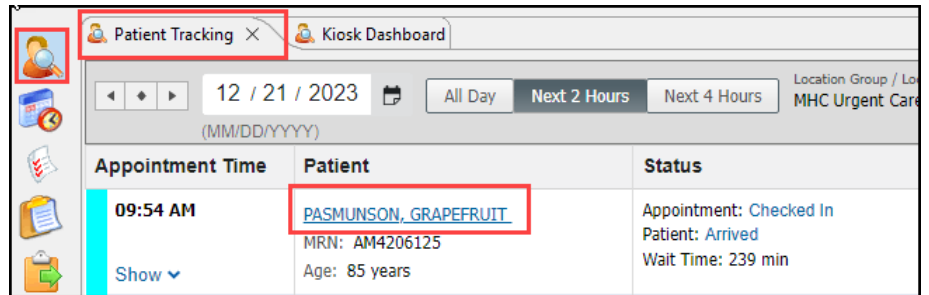 Patient Tracking
Kiosk Dashboard
12 / 21 / 2023
All Day
Next 2 Hours
Next 4 Hours
Location Group /
MHC Urgent
(MM/DD/YYYY)
Appointment Time
Patient
Status
09:54 AM
PASMUNSON, GRAPEFRUIT
Appointment: Checked In
MRN: AM4206125
Patient: Arrived
Wait Time: 239 min
Show
Age: 85 years